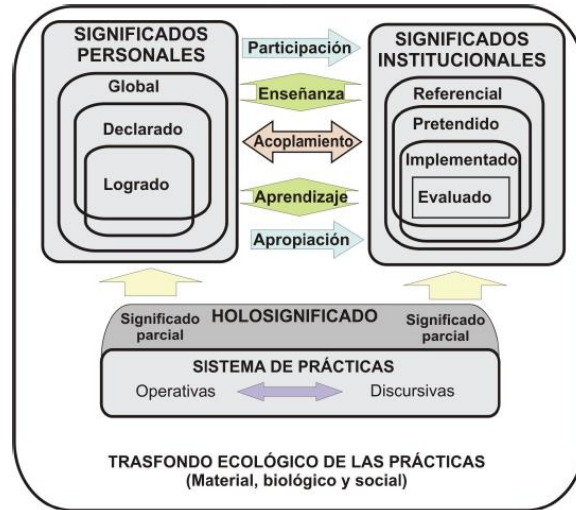 SIGNIFICADOS
PERSONALES
Global
Declarado
Logrado
Participación
Enseñanza
Acoplamiento
Aprendizaje
Apropiación
SIGNIFICADOS
INSTITUCIONALES
Referencial
Pretendido
Implementado
Evaluado
Significado
parcial
HOLOSIGNIFICADO
Significado
parcial
SISTEMA DE PRÁCTICAS
Operativas
Discursivas
TRASFONDO ECOLÓGICO DE LAS PRÁCTICAS
(Material, biológico y social)